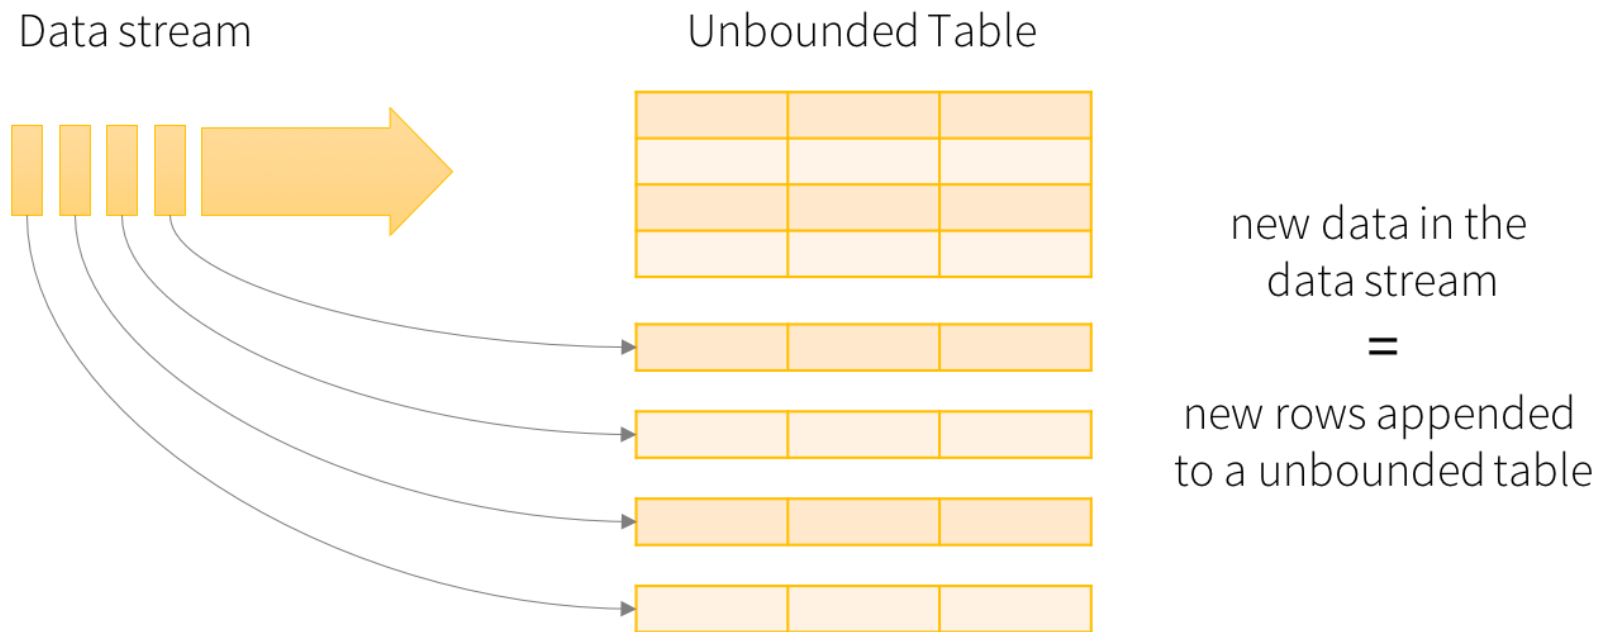 Data stream
Unbounded Table
new data in the
data stream
=
new rows appended
to a unbounded table